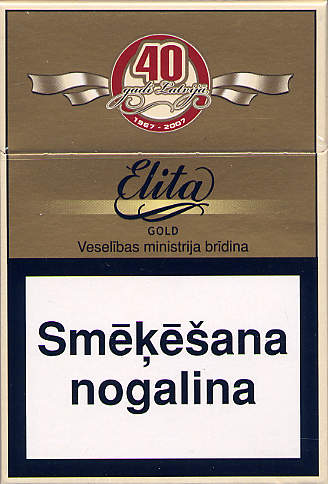 40
gadi Latvijā
1967 - 2007
Elita
GOLD
Veselības ministrija brīdina
Smēķēšana
nogalina